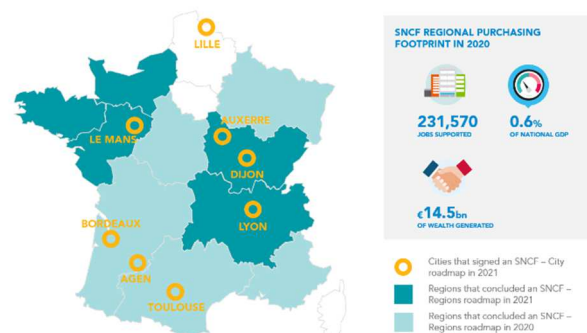 LILLE
LE MANS
AUXERRE
DIJON
LYON
BORDEAUX
AGEN
TOULOUSE
SNCF REGIONAL PURCHASING
FOOTPRINT IN 2020
231,570
JOBS SUPPORTED
0.6%
OF NATIONAL GDP
€14.5bn
OF WEALTH GENERATED
Cities that signed an SNCF – City
roadmap in 2021
Regions that concluded an SNCF –
Regions roadmap in 2021
Regions that concluded an SNCF –
Regions roadmap in 2020